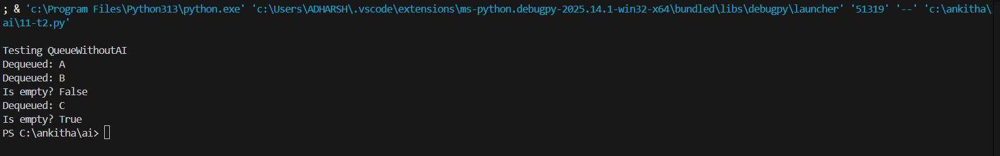 ; & 'c:\Program Files\Python313\python.exe' 'c:\Users\ADHARSH\.vscode\extensions\ms-python.debugpy-2025.14.1-win32-x64\bundled\libs\debugpy\launcher' '51319' '--' 'c:\ankitha\
ai\11-t2.py'
Testing QueueWithoutAI
Dequeued: A
Dequeued: B
Is empty? False
Dequeued: C
Is empty? True
PS C:\ankitha\ai>